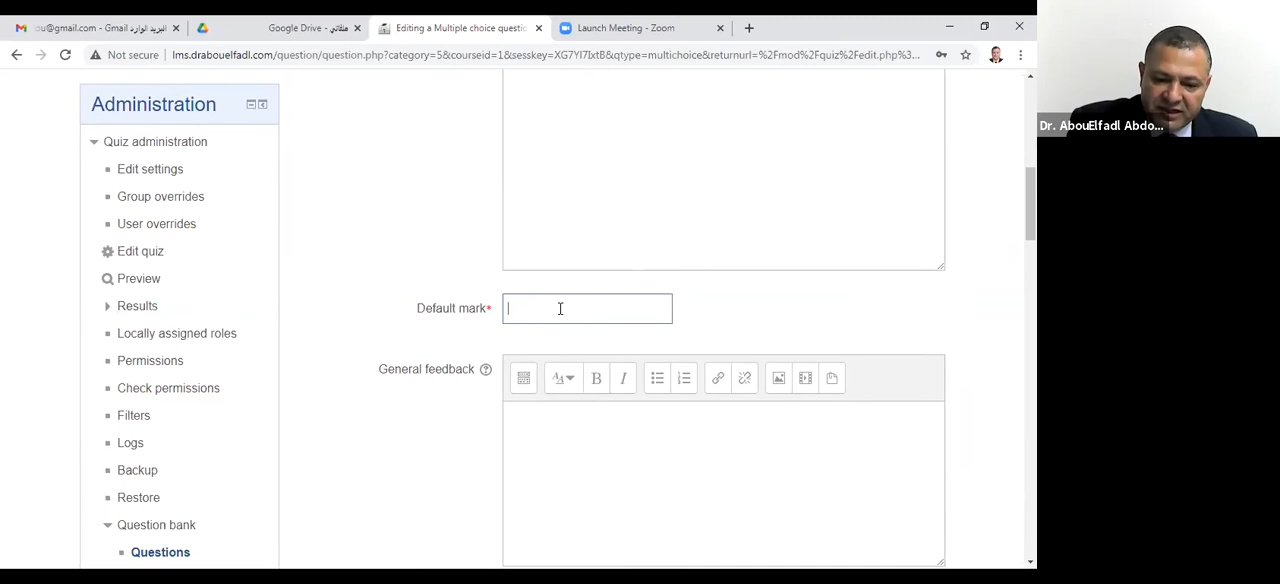 ou@gmail.com - Gmail البريد الوارد
Google Drive - ملفاتي
Editing a Multiple choice questio
Launch Meeting - Zoom
Not secure
lms.drabouelfadl.com/question/question.php?category=5&courseid=1&sesskey=XG7YI7IxtB&qtype=multichoice&returnurl=%2Fmod%2Fquiz%2Fedit.php%3...
Dr. AbouElfadl Abdo...
Administration
Quiz administration
Edit settings
Group overrides
User overrides
Edit quiz
Preview
Results
Locally assigned roles
Permissions
Check permissions
Filters
Logs
Backup
Restore
Question bank
Questions
Default mark*
General feedback
B
I